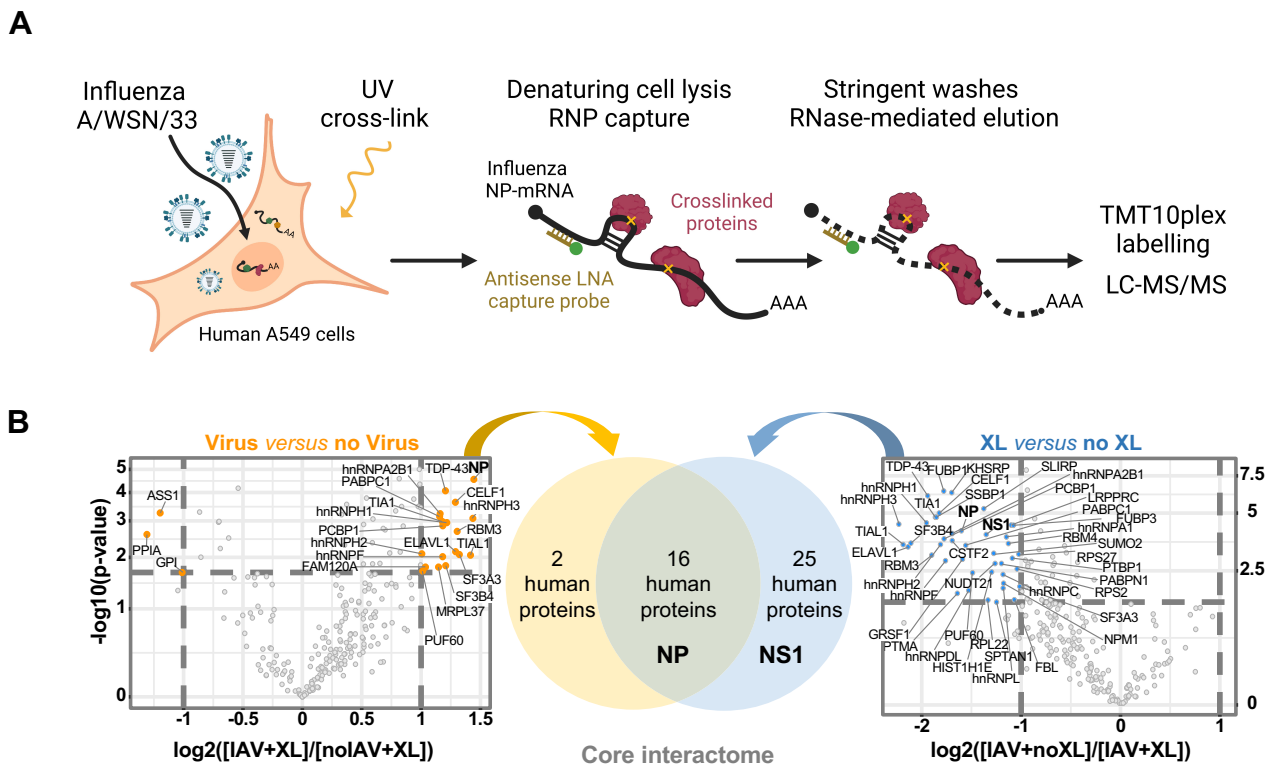 A
Influenza
A/WSN/33
UV
cross-link
Denaturing cell lysis
RNP capture
Stringent washes
RNase-mediated elution
Influenza
NP-mRNA
Crosslinked
proteins
Antisense LNA
capture probe
AAA
AAA
TMT10plex
labelling
LC-MS/MS
AA
AA
Human A549 cells
B
Virus versus no Virus
-log10(p-value)
5
4
3
2
1
0
ASS1
PPIA
GPI
hnRNPA2B1
PABPC1
TIA1
hnRNPH1
PCBP1
hnRNPH2
hnRNPF
FAM120A
TDP-43
NP
CELF1
hnRNPH3
RBM3
ELAVL1
TIAL1
SF3A3
SF3B4
MRPL37
PUF60
-1
-0.5
0
0.5
1
1.5
log2([IAV+XL]/[noIAV+XL])
2
human
proteins
16
human
proteins
25
human
proteins
NP
NS1
Core interactome
XL versus no XL
TDP-43
FUBP1
KHSRP
CELF1
SLIRP
hnRNPA2B1
hnRNPH1
hnRNPH3
TIA1
SSBP1
PCBP1
LRPPRC
NP
PABPC1
NS1
FUBP3
TIAL1
SF3B4
hnRNPA1
RBM4
SUMO2
ELAVL1
CSTF2
RPS27
RBM3
PTBP1
hnRNPH2
NUDT21
PABPN1
hnRNPF
hnRNPC
RPS2
SF3A3
GRSF1
PTMA
PUF60
NPM1
hnRNPDL
RPL22
HIST1H1E
SPTAN1
FBL
hnRNPL
7.5
5
2.5
0
-2
-1
0
1
log2([IAV+noXL]/[IAV+XL])